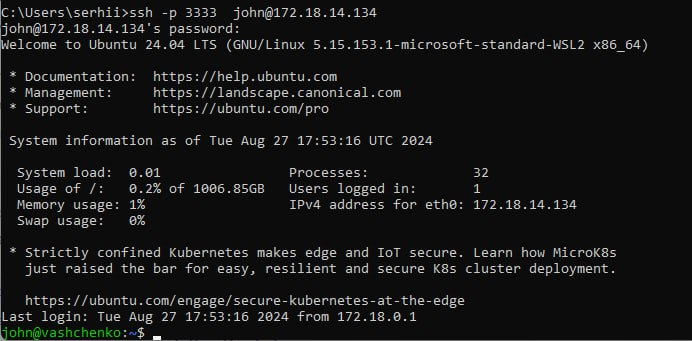 C:\Users\serhii>ssh -p 3333  john@172.18.14.134
john@172.18.14.134's password:
Welcome to Ubuntu 24.04 LTS (GNU/Linux 5.15.153.1-microsoft-standard-WSL2 x86_64)

 * Documentation:  https://help.ubuntu.com
 * Management:     https://landscape.canonical.com
 * Support:        https://ubuntu.com/pro

 System information as of Tue Aug 27 17:53:16 UTC 2024

  System load:  0.01                Processes:             32
  Usage of /:   0.2% of 1006.85GB   Users logged in:       1
  Memory usage: 1%                  IPv4 address for eth0: 172.18.14.134
  Swap usage:   0%

 * Strictly confined Kubernetes makes edge and IoT secure. Learn how MicroK8s
   just raised the bar for easy, resilient and secure K8s cluster deployment.

   https://ubuntu.com/engage/secure-kubernetes-at-the-edge
Last login: Tue Aug 27 17:53:16 2024 from 172.18.0.1
john@vashchenko:~$